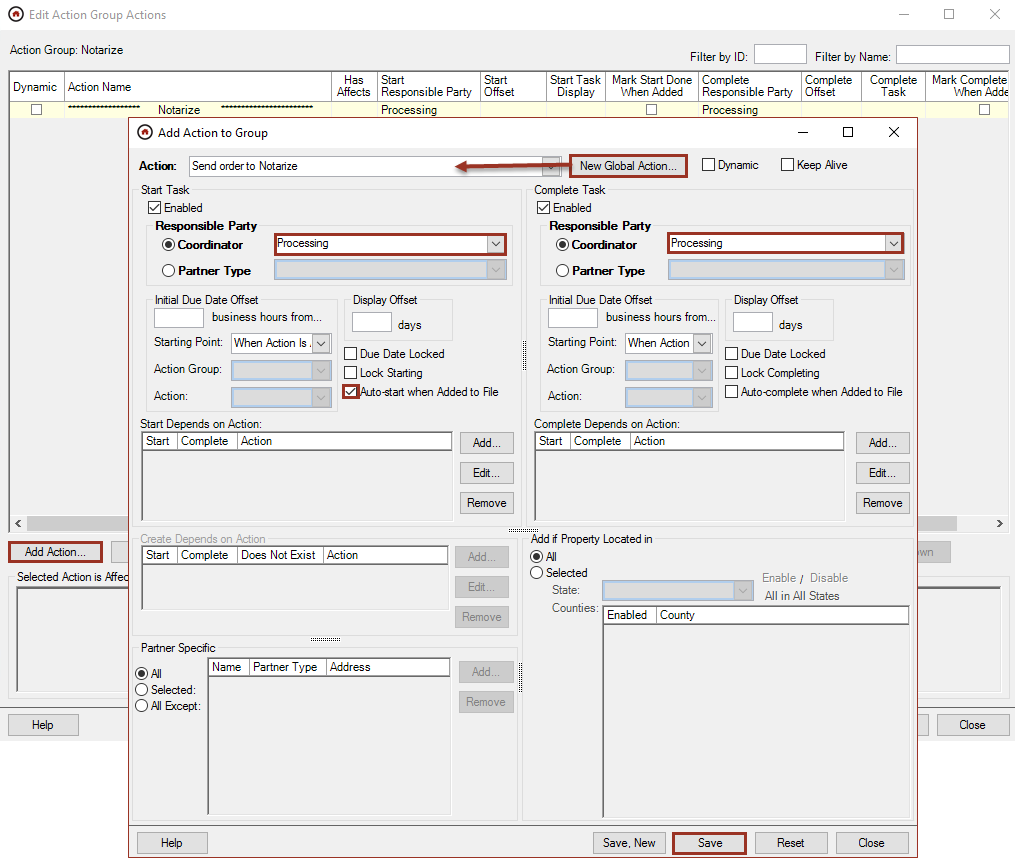 Edit Action Group Actions
Action Group: Notarize
Filter by ID: Filter by Name:
Dynamic Action Name Has Affects Start Responsible Party Start Offset Start Task Display Mark Start Done When Added Complete Responsible Party Complete Offset Complete Task Mark Complete When Adde
****************** Notarize *********************** Processing Processing
Add Action to Group
Action: Send order to Notarize New Global Action... Dynamic Keep Alive
Start Task Complete Task
Enabled Enabled
Responsible Party Responsible Party
Coordinator Processing Coordinator Processing
Partner Type Partner Type
Initial Due Date Offset Display Offset Initial Due Date Offset Display Offset
business hours from... days business hours from... days
Starting Point: When Action Is Starting Point: When Action
Due Date Locked Due Date Locked
Action Group: Lock Starting Action Group: Lock Completing
Action: Auto-start when Added to File Action: Auto-complete when Added to File
Start Depends on Action: Complete Depends on Action:
Start Complete Action Add... Start Complete Action Add...
Edit... Edit...
Remove Remove
Add Action... own
Create Depends on Action Add if Property Located in
Start Complete Does Not Exist Action Add... All
Selected
Edit... State: Enable / Disable
All in All States
Remove Counties: Enabled County
Selected Action is Affec
Partner Specific
All Name Partner Type Address Add...
Selected:
All Except: Remove
Help Close
Help Save, New Save Reset Close